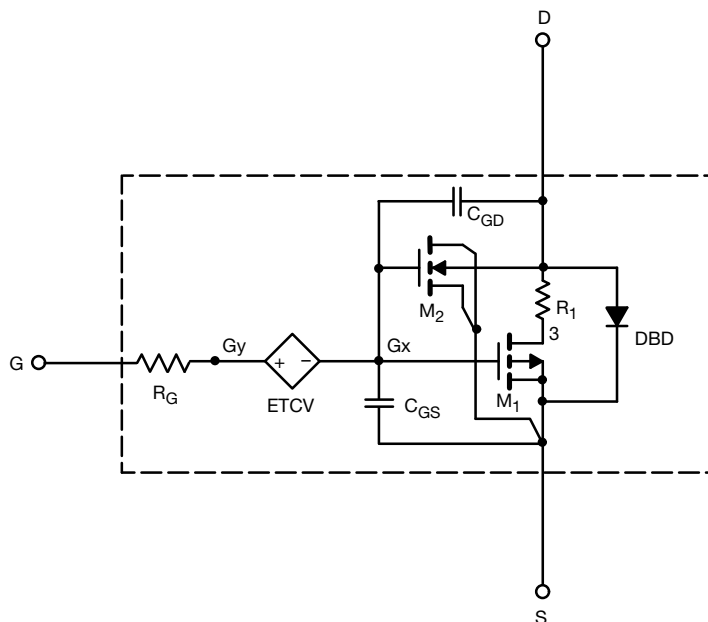 D
C_GD
M_2
R_1
3
DBD
Gy
Gx
G
+
−
R_G
ETCV
C_GS
M_1
S